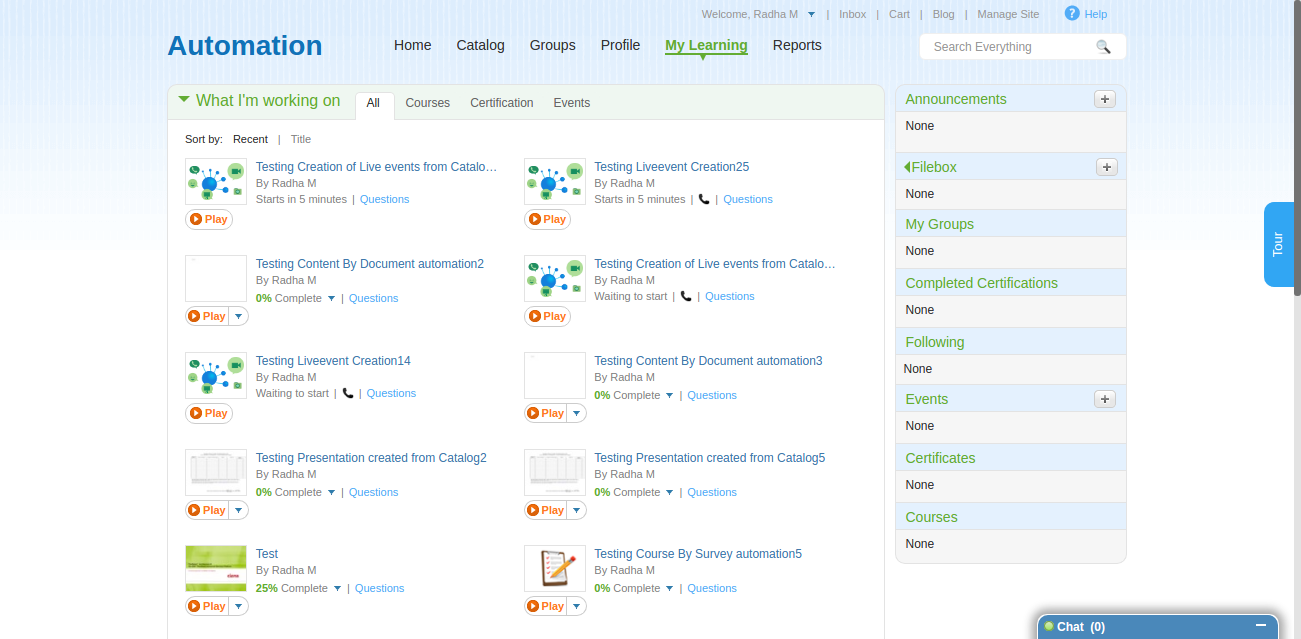 Welcome, Radha M | Inbox | Cart | Blog | Manage Site ? Help
Automation
Home Catalog Groups Profile My Learning Reports
Search Everything
What I'm working on All Courses Certification Events
Sort by: Recent | Title
Testing Creation of Live events from Catalo…
By Radha M
Starts in 5 minutes | Questions
Play
Testing Liveevent Creation25
By Radha M
Starts in 5 minutes | | Questions
Play
Testing Content By Document automation2
By Radha M
0% Complete | Questions
Play
Testing Creation of Live events from Catalo…
By Radha M
Waiting to start | | Questions
Play
Testing Liveevent Creation14
By Radha M
Waiting to start | | Questions
Play
Testing Content By Document automation3
By Radha M
0% Complete | Questions
Play
Testing Presentation created from Catalog2
By Radha M
0% Complete | Questions
Play
Testing Presentation created from Catalog5
By Radha M
0% Complete | Questions
Play
Test
By Radha M
25% Complete | Questions
Play
Testing Course By Survey automation5
By Radha M
0% Complete | Questions
Play
Announcements +
None
Filebox +
None
My Groups
None
Completed Certifications
None
Following
None
Events +
None
Certificates
None
Courses
None
Tour
Chat (0)